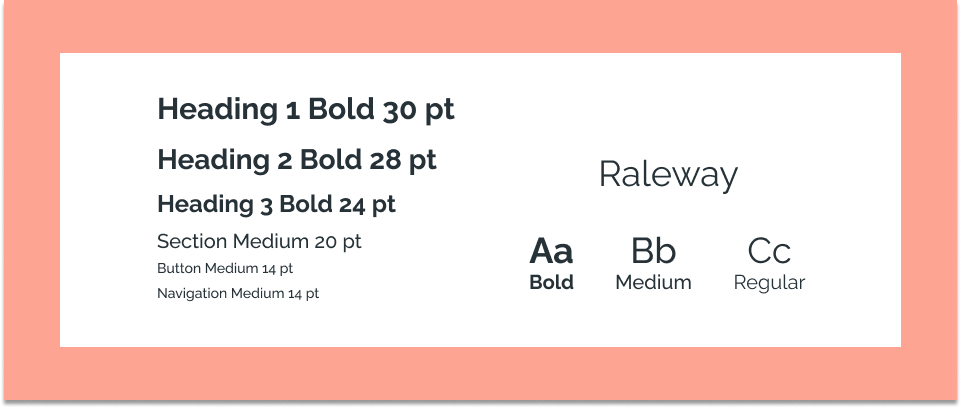 Heading 1 Bold 30 pt
Heading 2 Bold 28 pt
Heading 3 Bold 24 pt
Section Medium 20 pt
Button Medium 14 pt
Navigation Medium 14 pt
Raleway
Aa Bb Cc
Bold Medium Regular